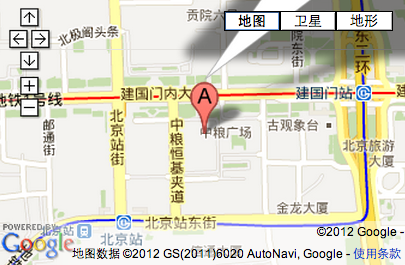 贡院
地图
卫星
地形
北极阁头条
东二环
宾院东街
A
地铁一号线
建国门内大
建国门站
邮通街
北京站街
中粮恒基夹道
中粮广场
古观象台
北京旅游大厦
金龙大厦
POWERED BY
Google
北京站
北京站东街
©2012 Google -
地图数据 ©2012 GS(2011)6020 AutoNavi, Google - 使用条款